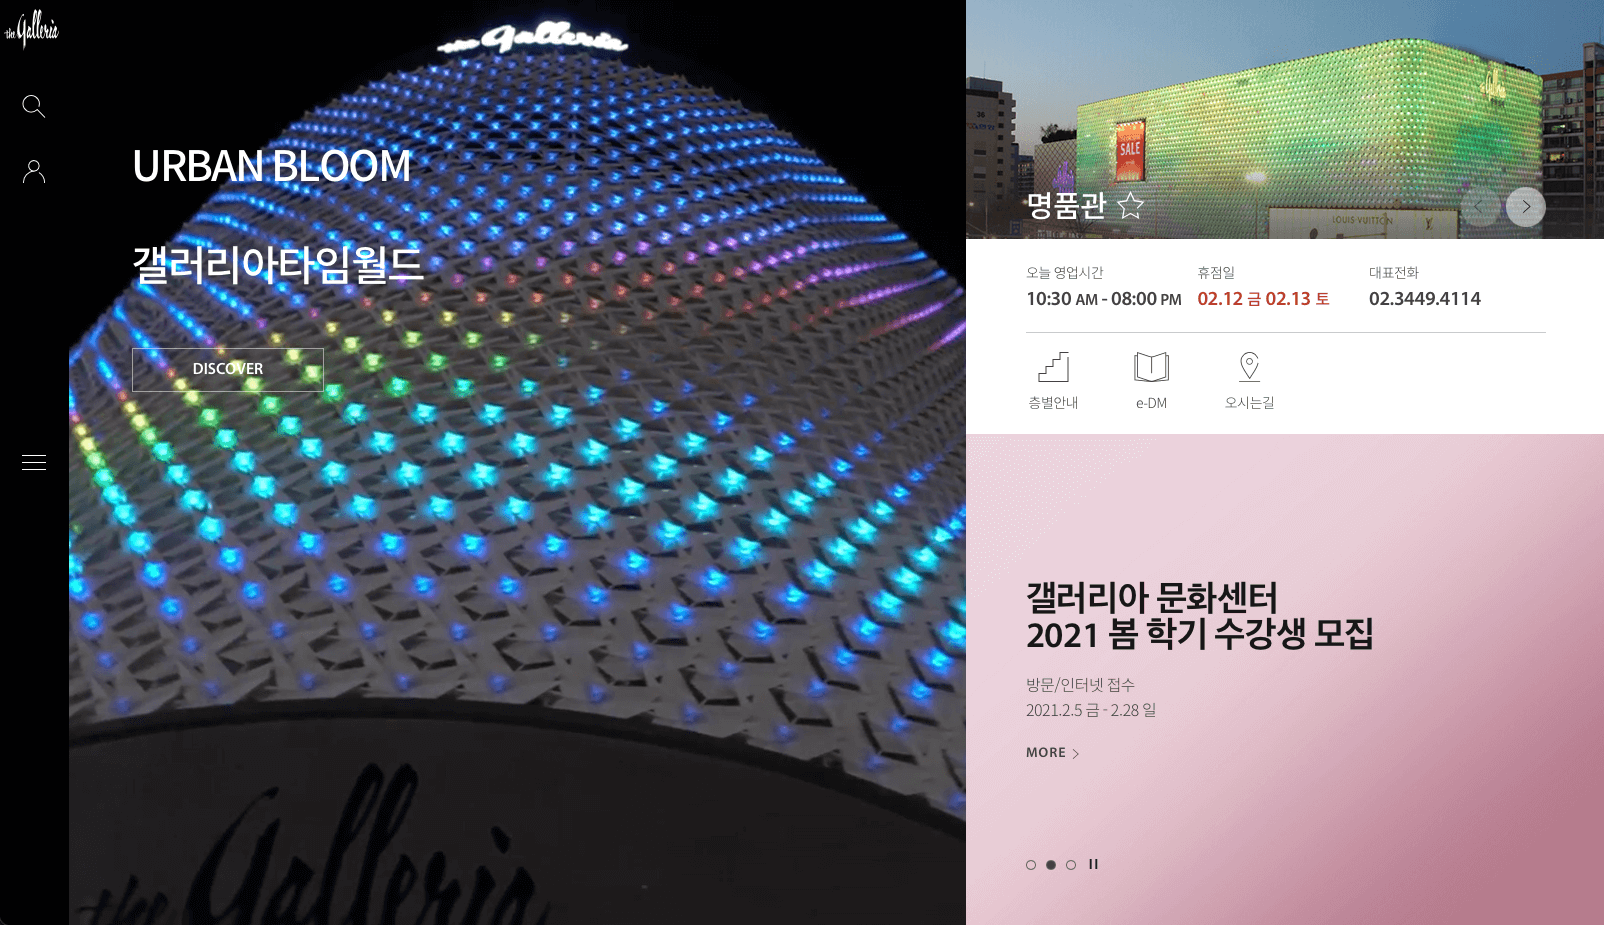 the Galleria
the Galleria
URBAN BLOOM
갤러리아타임월드
DISCOVER
the Galleria
SALE
LOUIS VUITTON
명품관
오늘 영업시간
10:30 AM - 08:00 PM
휴점일
02.12 금 02.13 토
대표전화
02.3449.4114
층별안내
e-DM
오시는길
갤러리아 문화센터
2021 봄 학기 수강생 모집
방문/인터넷 접수
2021.2.5 금 - 2.28 일
MORE